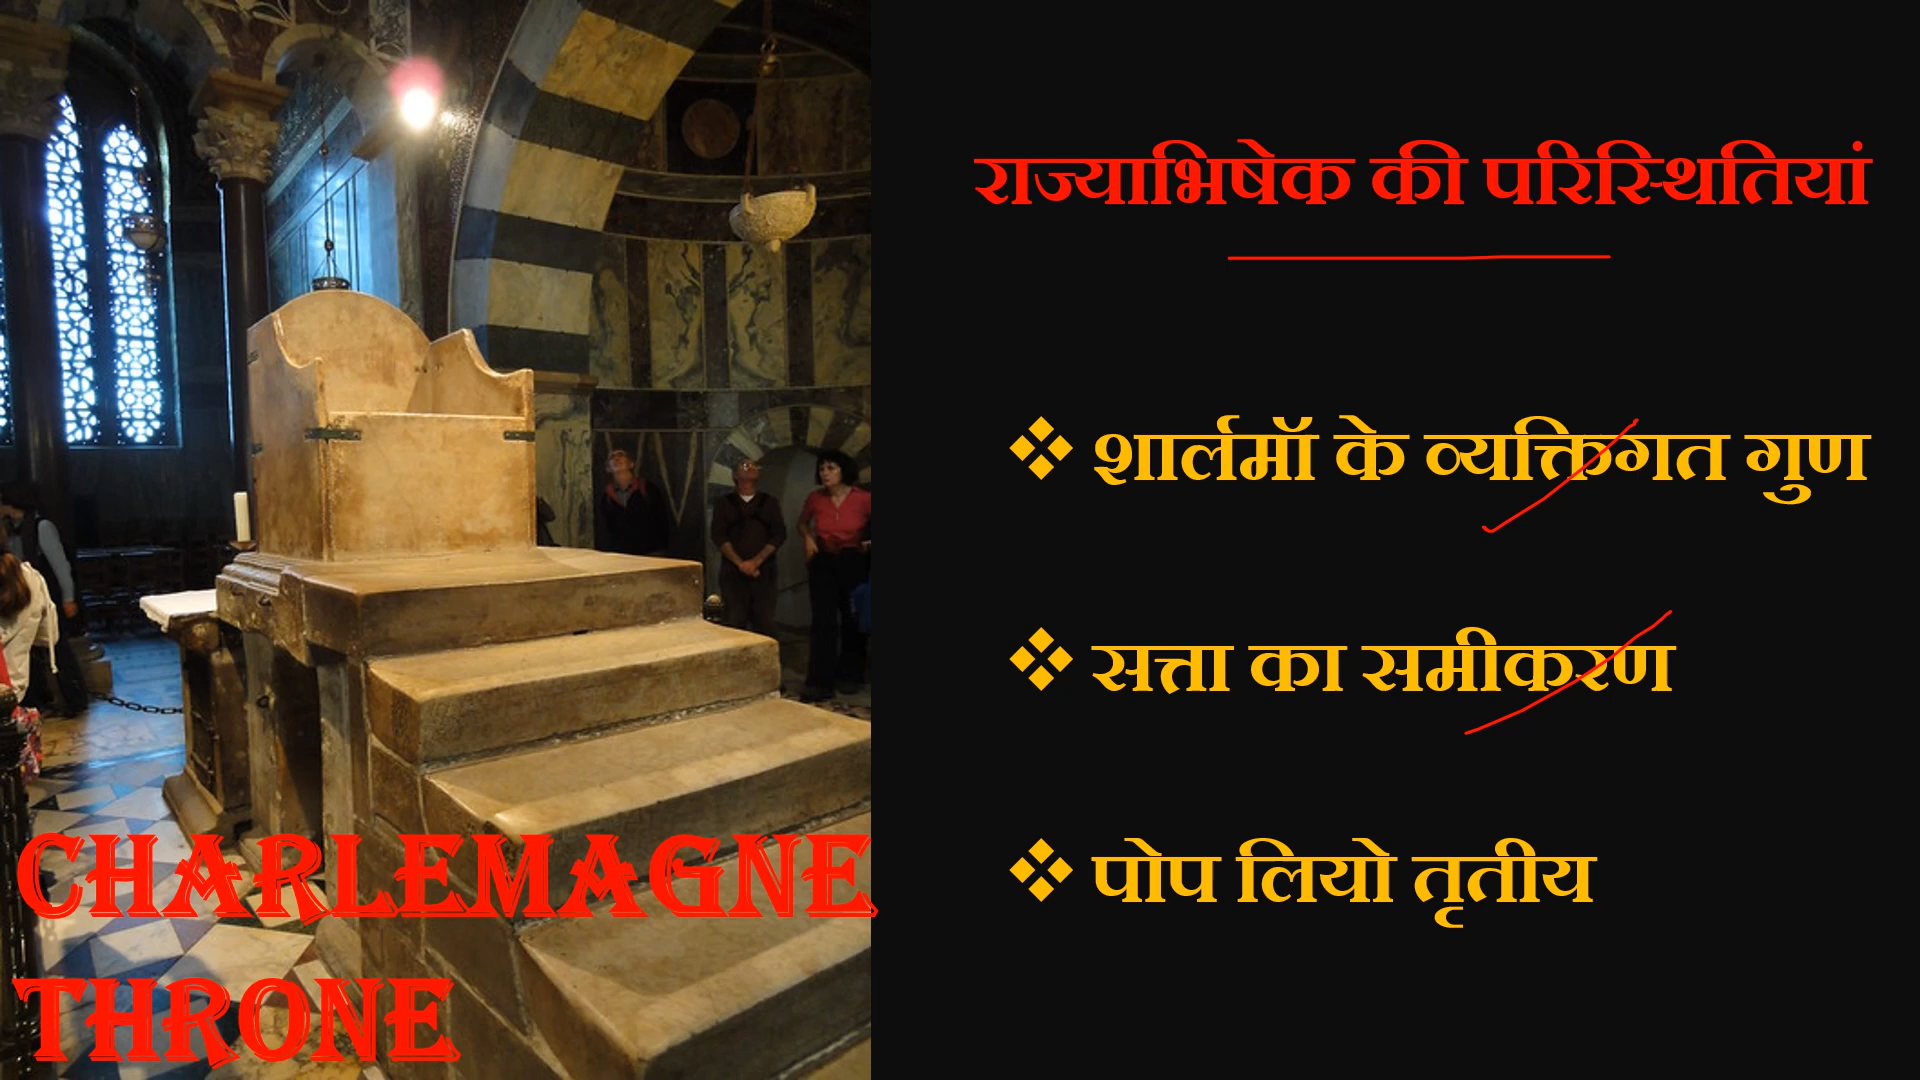 राज्याभिषेक की परिस्थितियां
❖ शार्लमॉ के व्यक्तिगत गुण
❖ सत्ता का समीकरण
❖ पोप लियो तृतीय
CHARLEMAGNE
THRONE